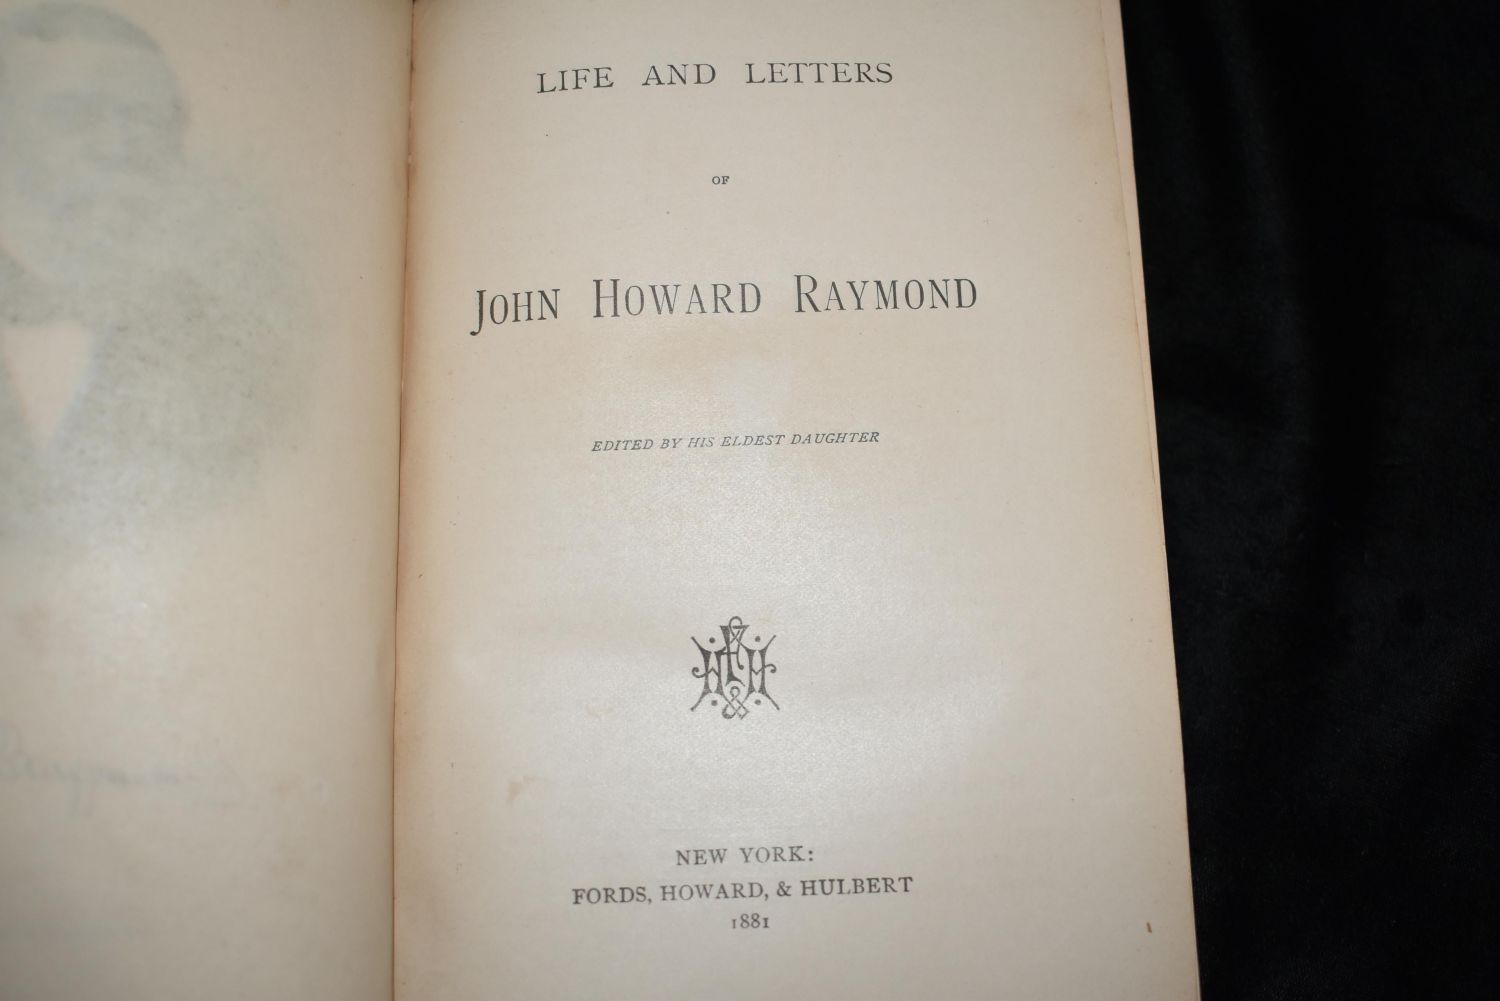 LIFE AND LETTERS
OF
JOHN HOWARD RAYMOND
EDITED BY HIS ELDEST DAUGHTER
NEW YORK:
FORDS, HOWARD, & HULBERT
1881